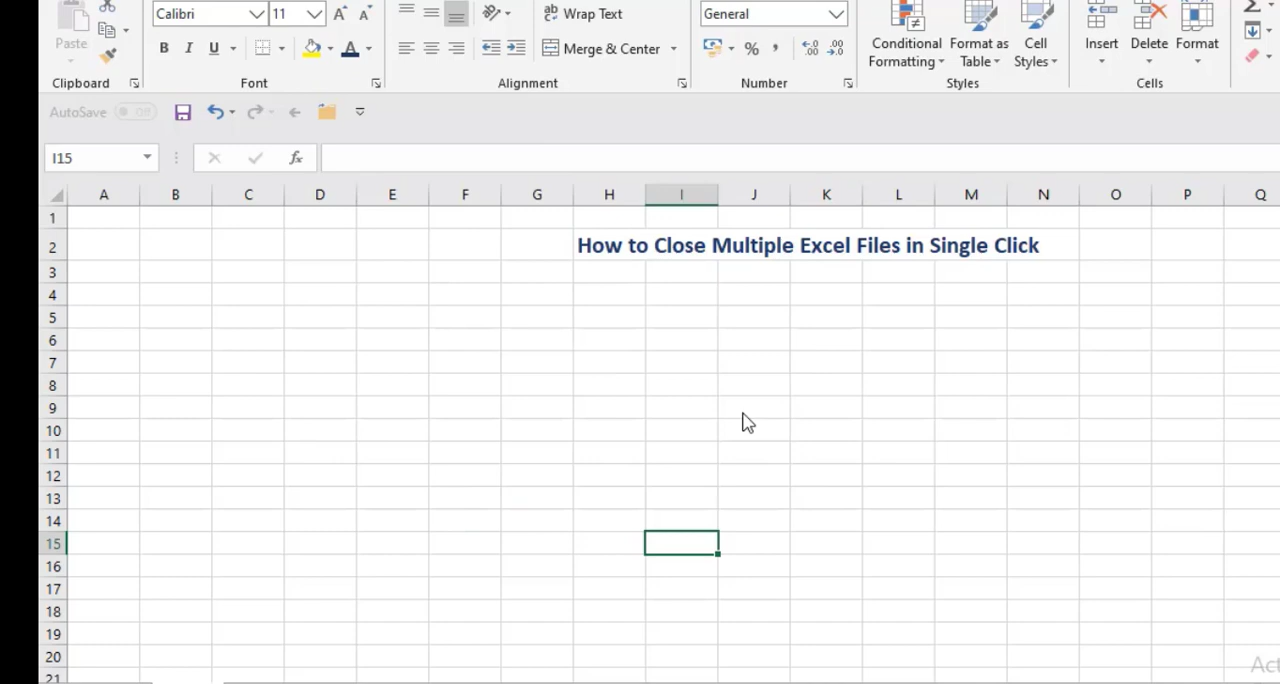 Calibri 11 Wrap Text General
Paste B I U Merge & Center % , Conditional Formatting Format as Table Cell Styles Insert Delete Format
Clipboard Font Alignment Number Styles Cells
AutoSave Off
I15 fx
A B C D E F G H I J K L M N O P Q
1
2 How to Close Multiple Excel Files in Single Click
3
4
5
6
7
8
9
10
11
12
13
14
15
16
17
18
19
20
21